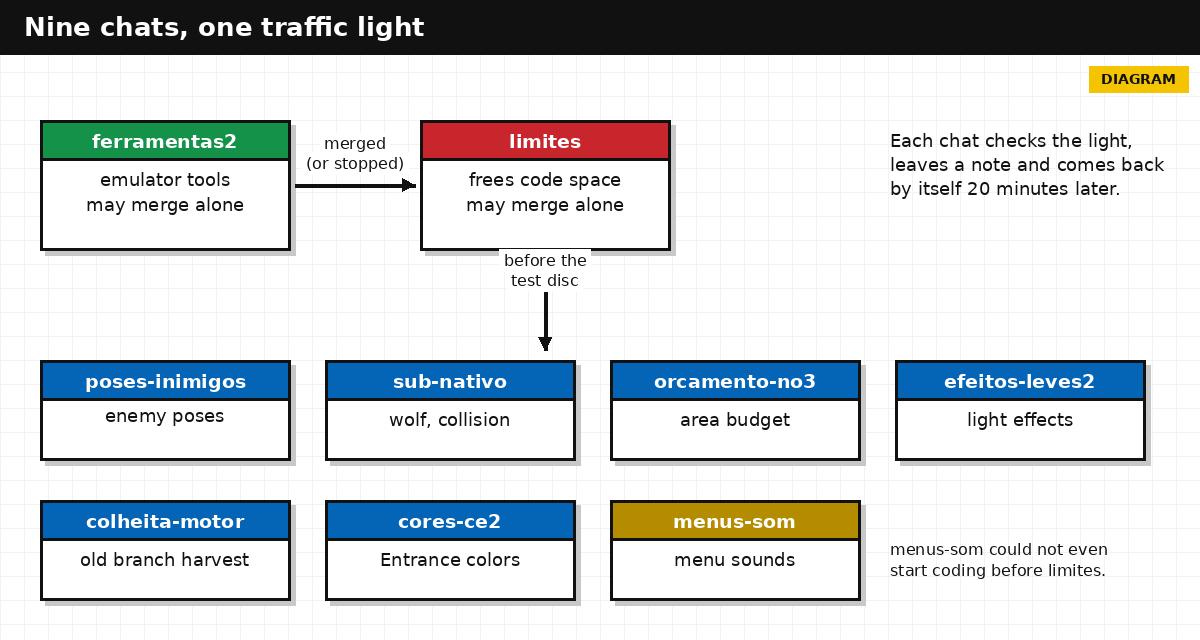 Nine chats, one traffic light
DIAGRAM
ferramentas2
emulator tools
may merge alone
merged
(or stopped)
limites
frees code space
may merge alone
Each chat checks the light,
leaves a note and comes back
by itself 20 minutes later.
before the
test disc
poses-inimigos
enemy poses
sub-nativo
wolf, collision
orcamento-no3
area budget
efeitos-leves2
light effects
colheita-motor
old branch harvest
cores-ce2
Entrance colors
menus-som
menu sounds
menus-som could not even
start coding before limites.